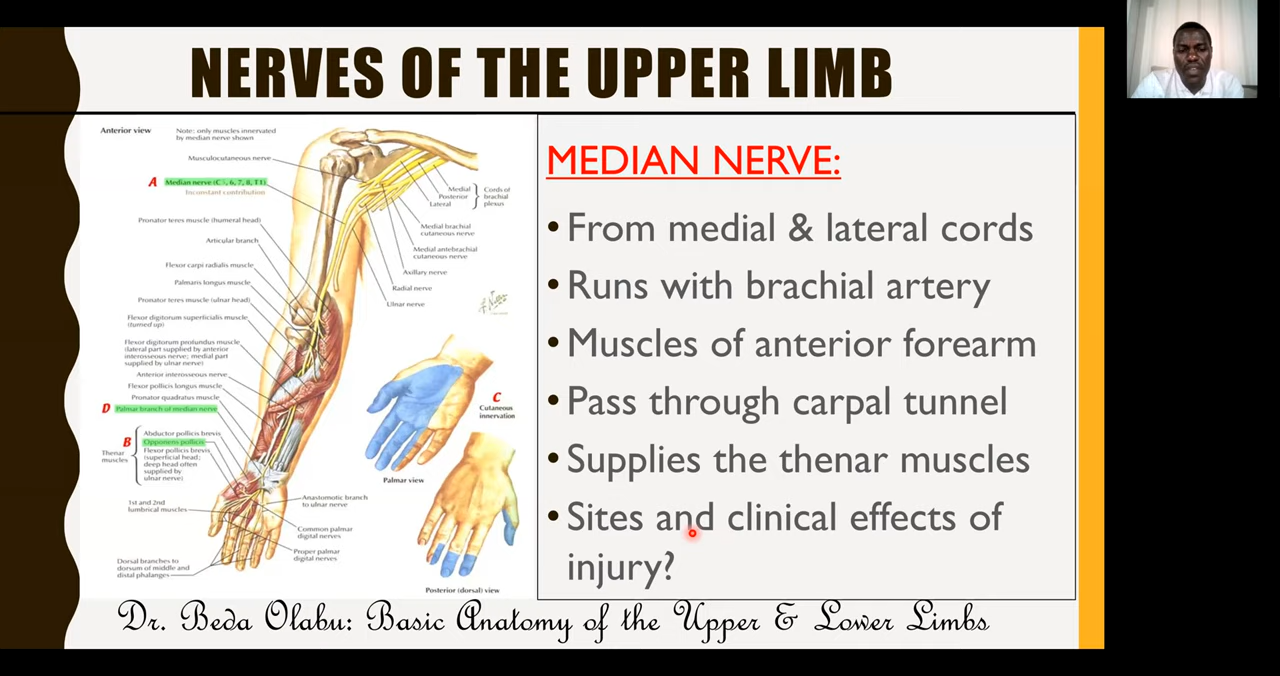 NERVES OF THE UPPER LIMB
Anterior view
Note: only muscles innervated
by median nerve shown
Musculocutaneous nerve
A Median nerve (C5, 6, 7, 8, T1)
Inconstant contribution
Pronator teres muscle (humeral head)
Articular branch
Flexor carpi radialis muscle
Palmaris longus muscle
Pronator teres muscle (ulnar head)
Flexor digitorum superficialis muscle
(turned up)
Flexor digitorum profundus muscle
(lateral part supplied by anterior
interosseous nerve; medial part
supplied by ulnar nerve)
Anterior interosseous nerve
Flexor pollicis longus muscle
Pronator quadratus muscle
D Palmar branch of median nerve
B
Thenar
muscles
Abductor pollicis brevis
Opponens pollicis
Flexor pollicis brevis
(superficial head;
deep head often
supplied by
ulnar nerve)
1st and 2nd
lumbrical muscles
Dorsal branches to
dorsum of middle and
distal phalanges
Medial
Posterior
Lateral
Cords of
brachial
plexus
Medial brachial
cutaneous nerve
Medial antebrachial
cutaneous nerve
Axillary nerve
Radial nerve
Ulnar nerve
C
Cutaneous
innervation
Palmar view
Anastomotic branch
to ulnar nerve
Common palmar
digital nerves
Proper palmar
digital nerves
Posterior (dorsal) view
MEDIAN NERVE:
• From medial & lateral cords
• Runs with brachial artery
• Muscles of anterior forearm
• Pass through carpal tunnel
• Supplies the thenar muscles
• Sites and clinical effects of
injury?
Dr. Beda Olabu: Basic Anatomy of the Upper & Lower Limbs